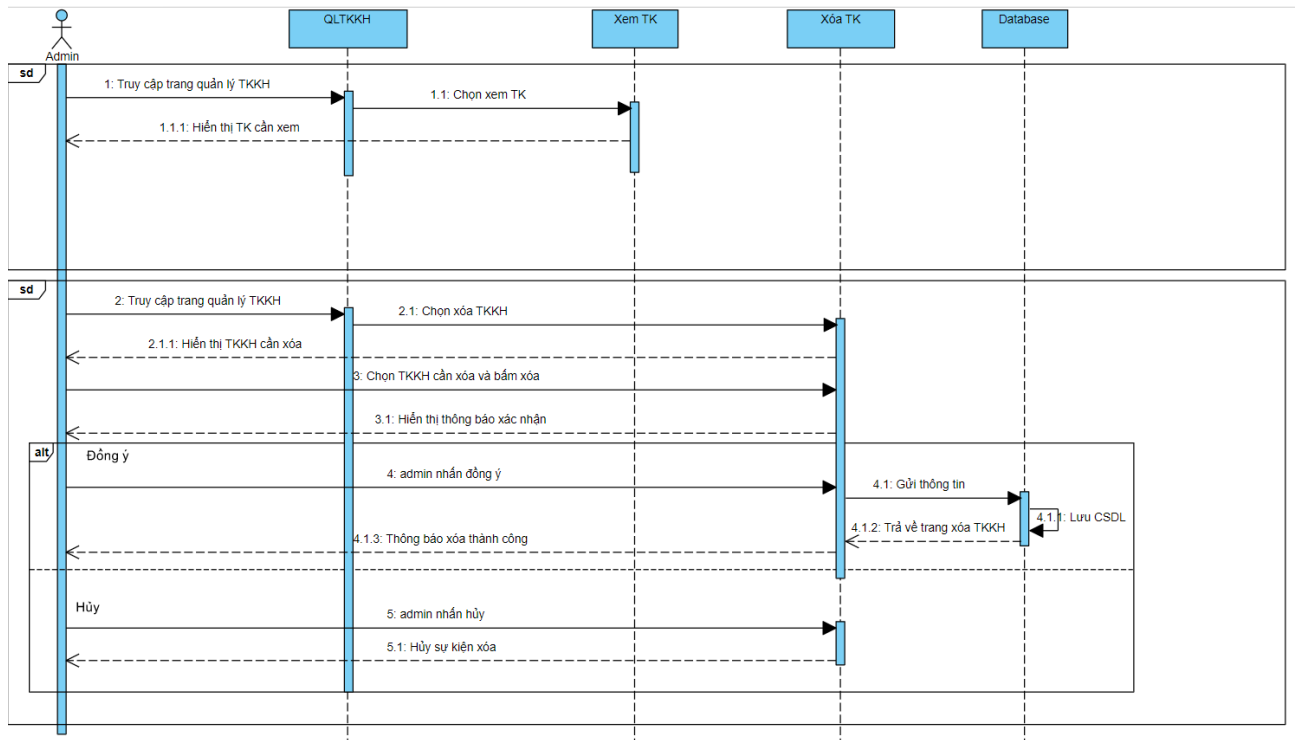 QLTKKH
Xem TK
Xóa TK
Database
Admin
sd
1: Truy cập trang quản lý TKKH
1.1: Chọn xem TK
1.1.1: Hiển thị TK cần xem
sd
2: Truy cập trang quản lý TKKH
2.1: Chọn xóa TKKH
2.1.1: Hiển thị TKKH cần xóa
3: Chọn TKKH cần xóa và bấm xóa
3.1: Hiển thị thông báo xác nhận
alt
Đồng ý
4: admin nhấn đồng ý
4.1: Gửi thông tin
4.1.1: Lưu CSDL
4.1.2: Trả về trang xóa TKKH
4.1.3: Thông báo xóa thành công
Hủy
5: admin nhấn hủy
5.1: Hủy sự kiện xóa